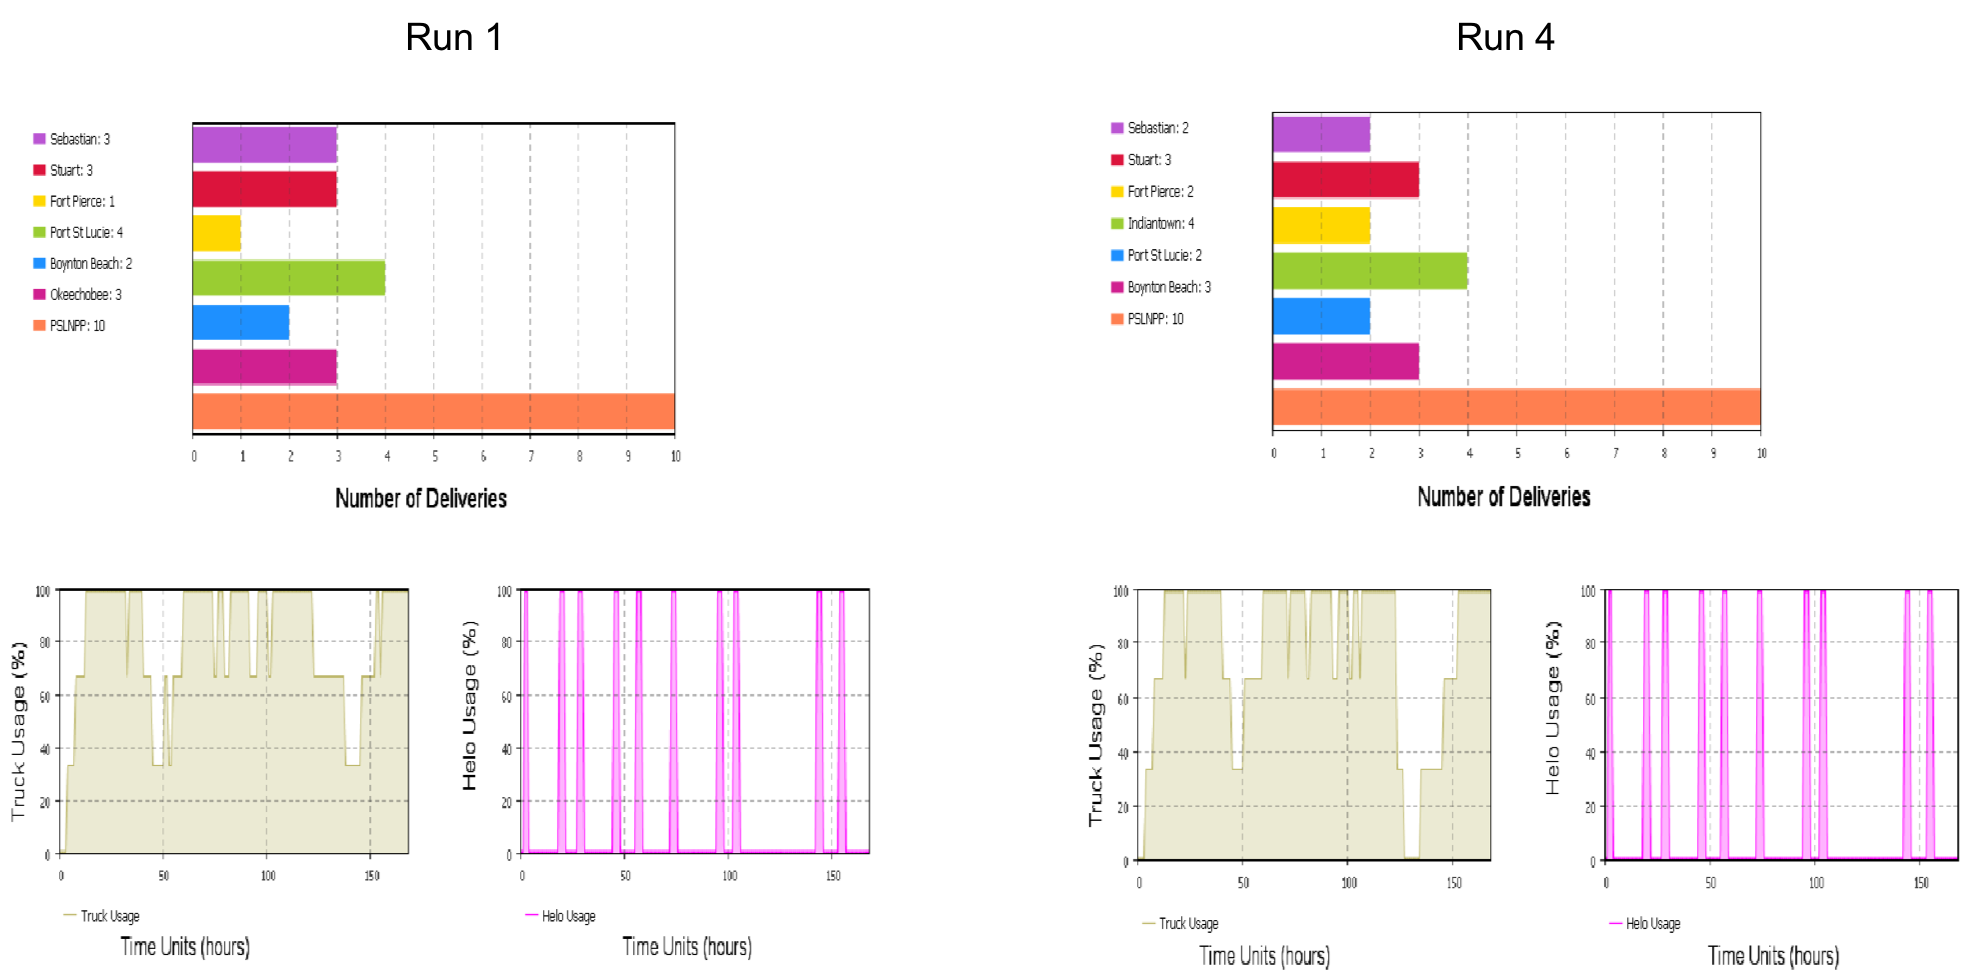 Run 1
Run 4
Sebastian: 3
Stuart: 3
Fort Pierce: 1
Port St Lucie: 4
Boynton Beach: 2
Okeechobee: 3
PSLNPP: 10
0 1 2 3 4 5 6 7 8 9 10
Number of Deliveries
Sebastian: 2
Stuart: 3
Fort Pierce: 2
Indiantown: 4
Port St Lucie: 2
Boynton Beach: 3
PSLNPP: 10
0 1 2 3 4 5 6 7 8 9 10
Number of Deliveries
Truck Usage (%)
100
80
60
40
20
0
0 50 100 150
Truck Usage
Time Units (hours)
Helo Usage (%)
100
80
60
40
20
0
0 50 100 150
Helo Usage
Time Units (hours)
Truck Usage (%)
100
80
60
40
20
0
0 50 100 150
Truck Usage
Time Units (hours)
Helo Usage (%)
100
80
60
40
20
0
0 50 100 150
Helo Usage
Time Units (hours)